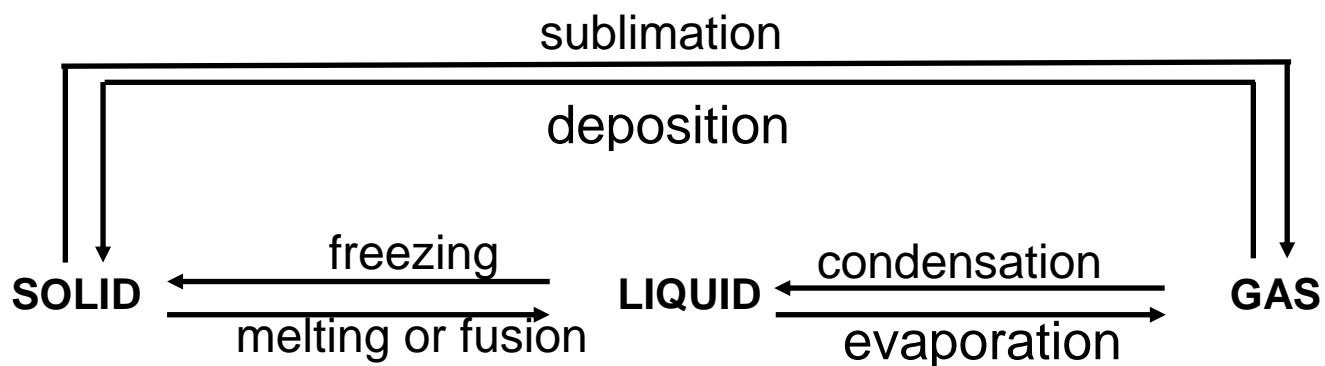 sublimation
deposition
freezing
condensation
SOLID
LIQUID
GAS
melting or fusion
evaporation